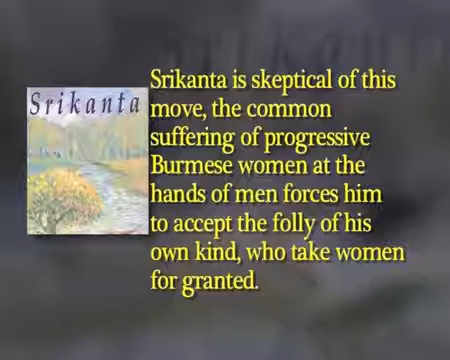 Srikanta
Srikanta is skeptical of this
move, the common
suffering of progressive
Burmese women at the
hands of men forces him
to accept the folly of his
own kind, who take women
for granted.